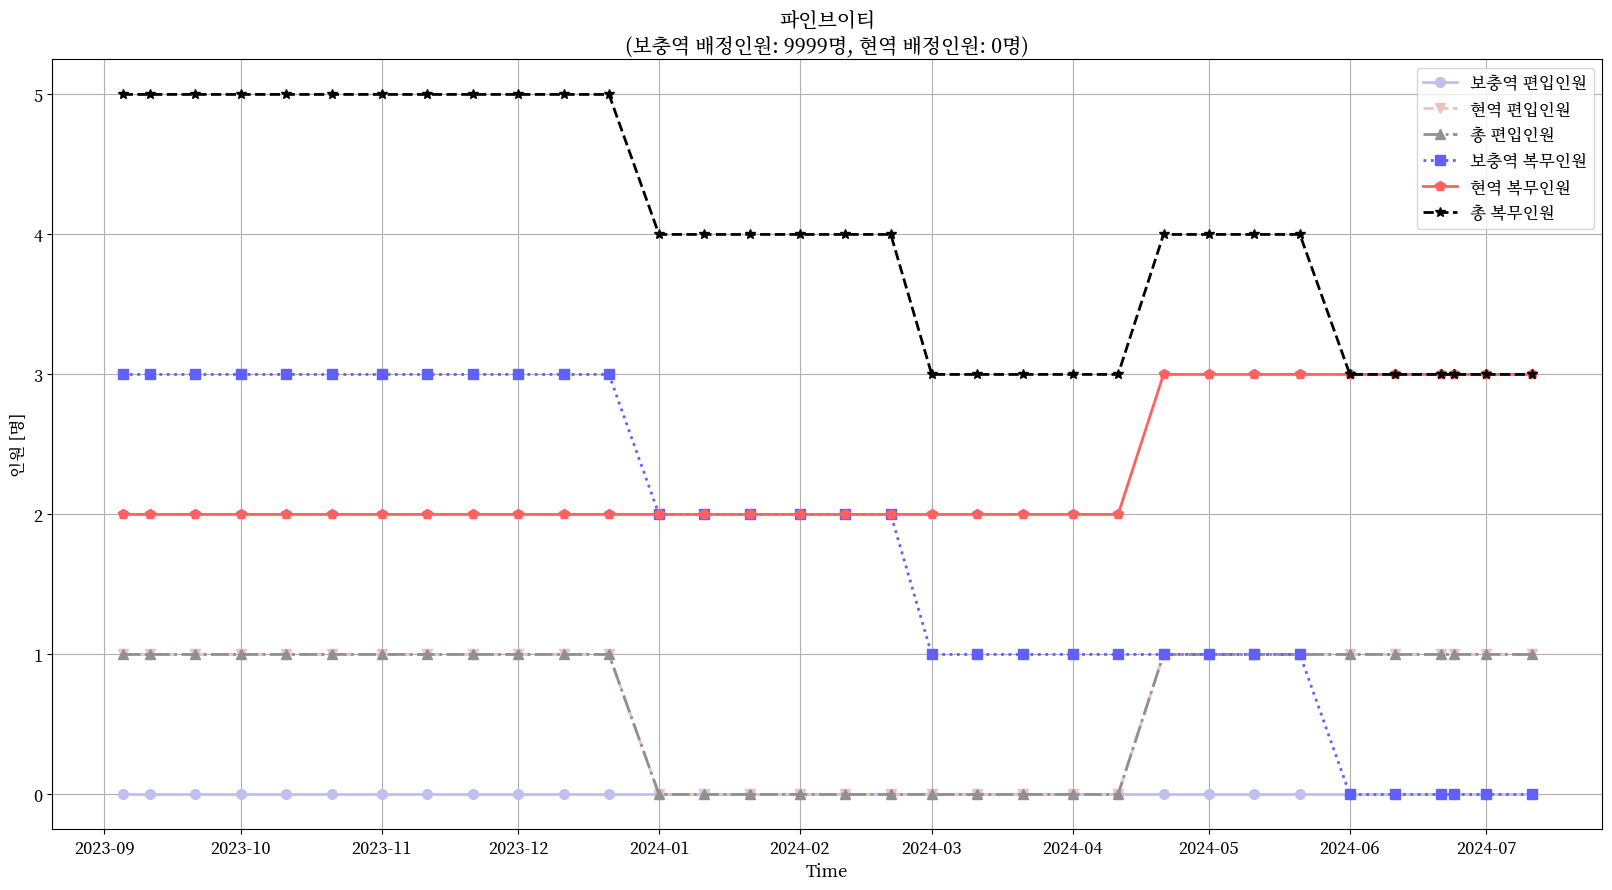 파인브이티
(보충역 배정인원: 9999명, 현역 배정인원: 0명)
보충역 편입인원
현역 편입인원
총 편입인원
보충역 복무인원
현역 복무인원
총 복무인원
인원 [명]
5
4
3
2
1
0
2023-09
2023-10
2023-11
2023-12
2024-01
2024-02
2024-03
2024-04
2024-05
2024-06
2024-07
Time